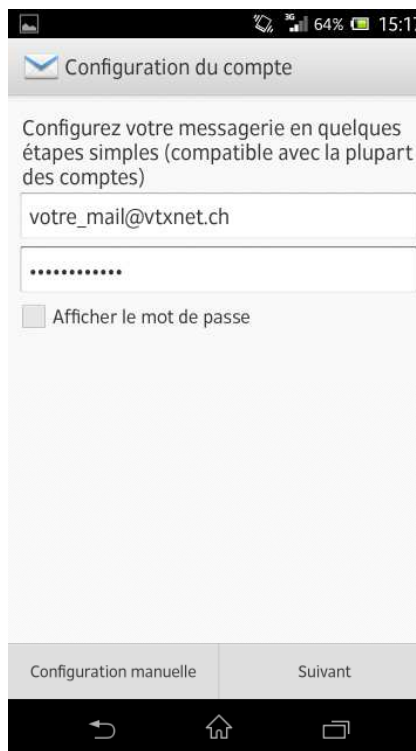 3G 64% 15:17
Configuration du compte
Configurez votre messagerie en quelques
étapes simples (compatible avec la plupart
des comptes)
votre_mail@vtxnet.ch
••••••••••••
Afficher le mot de passe
Configuration manuelle Suivant